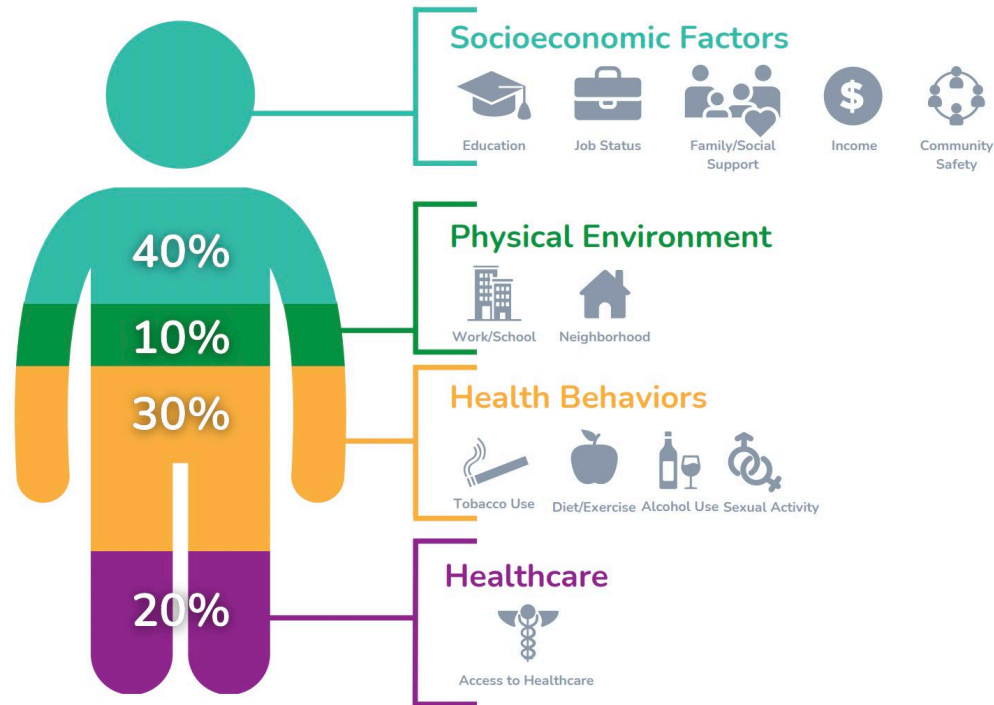 Socioeconomic Factors
$
Education
Job Status
Family/Social
Support
Income
Community
Safety
40%
Physical Environment
Work/School
Neighborhood
10%
Health Behaviors
30%
Tobacco Use
Diet/Exercise
Alcohol Use
Sexual Activity
Healthcare
20%
Access to Healthcare